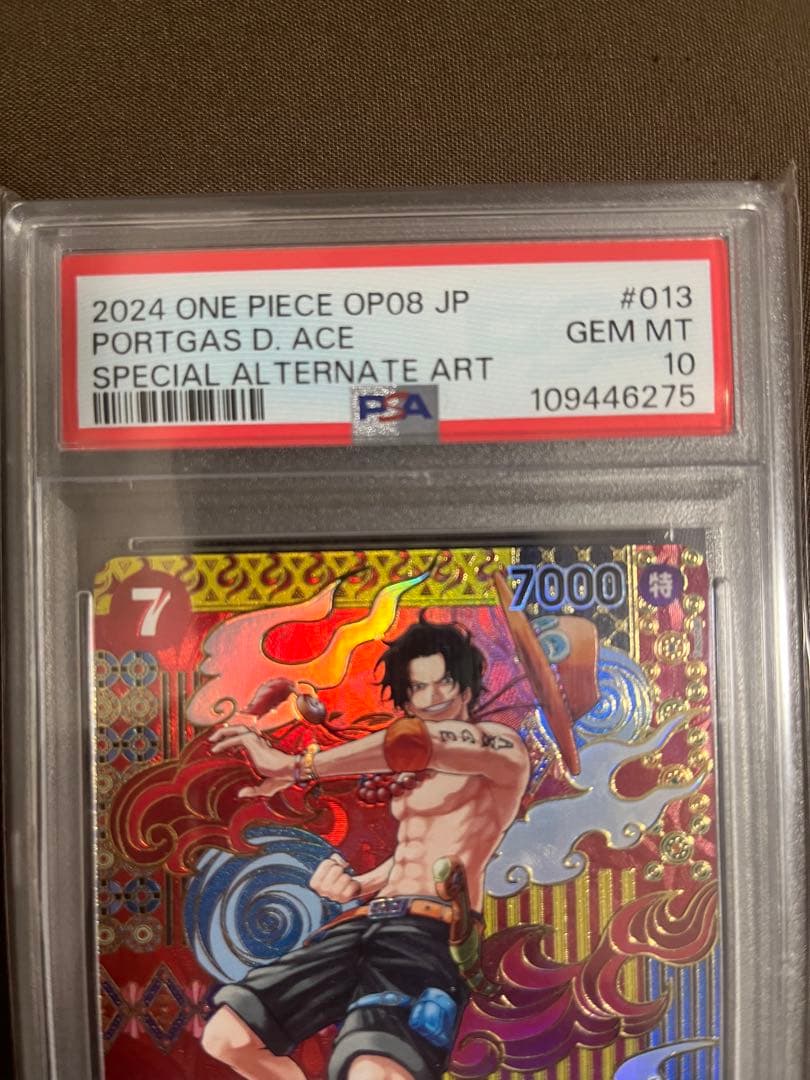 2024 ONE PIECE OP08 JP
#013
PORTGAS D. ACE
GEM MT
SPECIAL ALTERNATE ART
10
PSA
109446275
7
7000
特
ASCE